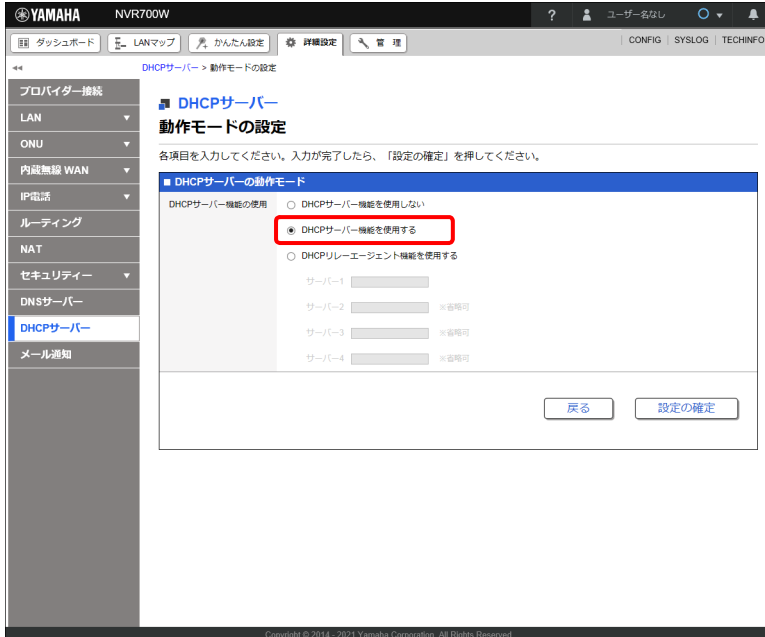 YAMAHA NVR700W ? ユーザー名なし
ダッシュボード LANマップ かんたん設定 詳細設定 管 理 CONFIG SYSLOG TECHINFO
DHCPサーバー > 動作モードの設定
プロバイダー接続
LAN
ONU
内蔵無線 WAN
IP電話
ルーティング
NAT
セキュリティー
DNSサーバー
DHCPサーバー
メール通知
DHCPサーバー
動作モードの設定
各項目を入力してください。入力が完了したら、「設定の確定」を押してください。
■ DHCPサーバーの動作モード
DHCPサーバー機能の使用
DHCPサーバー機能を使用しない
DHCPサーバー機能を使用する
DHCPリレーエージェント機能を使用する
サーバー1
サーバー2 ※省略可
サーバー3 ※省略可
サーバー4 ※省略可
戻る 設定の確定
Copyright © 2014 - 2021 Yamaha Corporation. All Rights Reserved.